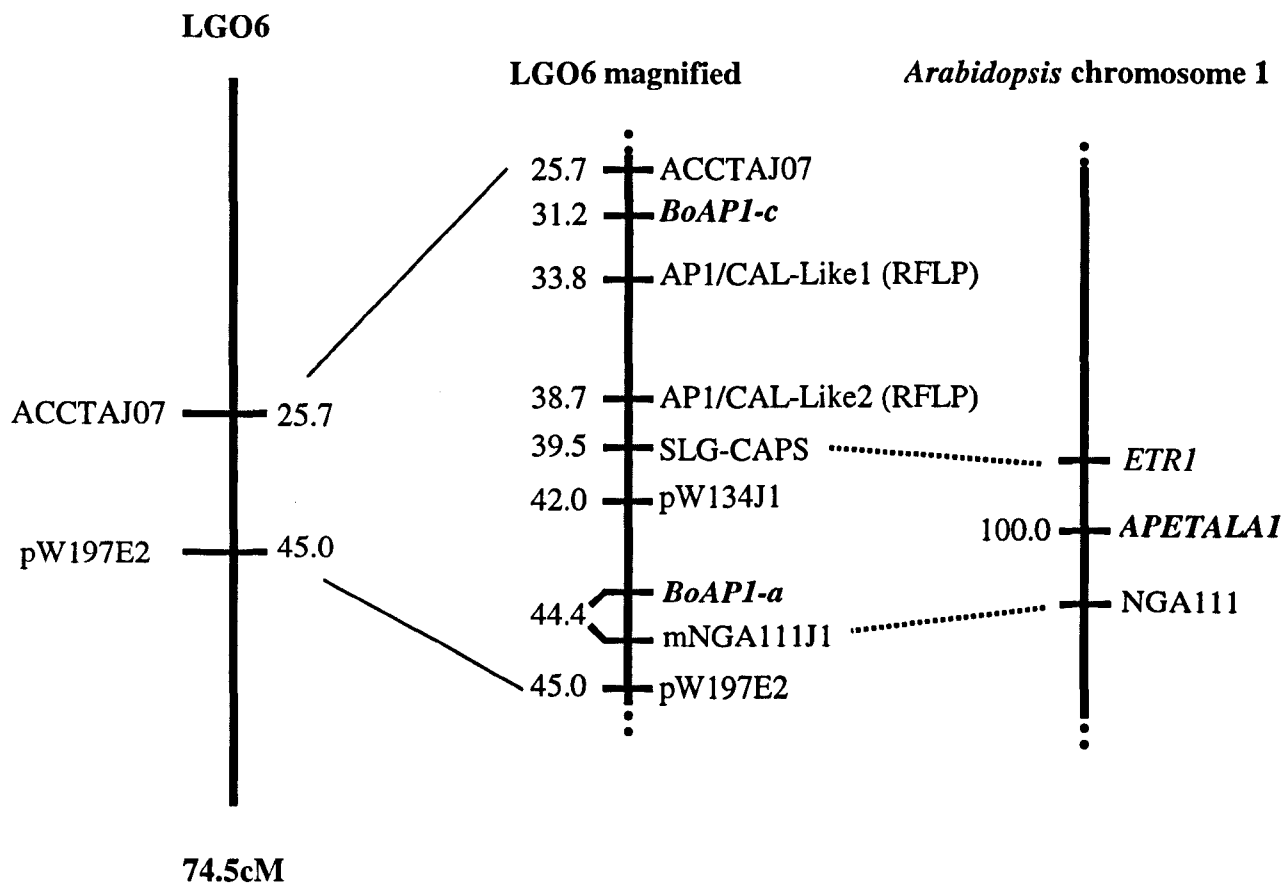 LGO6
LGO6 magnified
Arabidopsis chromosome 1
25.7 ACCTAJ07
31.2 BoAP1-c
33.8 AP1/CAL-Like1 (RFLP)
38.7 AP1/CAL-Like2 (RFLP)
39.5 SLG-CAPS
42.0 pW134J1
BoAP1-a
44.4
mNGA111J1
45.0 pW197E2
ACCTAJ07 25.7
pW197E2 45.0
ETR1
100.0 APETALA1
NGA111
74.5cM